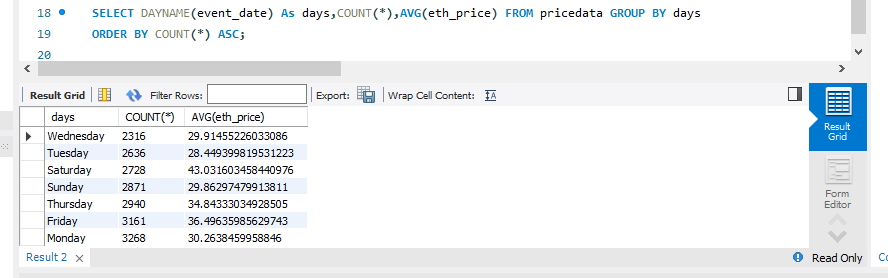 18 SELECT DAYNAME(event_date) As days,COUNT(*),AVG(eth_price) FROM pricedata GROUP BY days
19 ORDER BY COUNT(*) ASC;
20
Result Grid Filter Rows: Export: Wrap Cell Content:
days COUNT(*) AVG(eth_price)
Wednesday 2316 29.91455226033086
Tuesday 2636 28.449399819531223
Saturday 2728 43.031603458440976
Sunday 2871 29.86297479913811
Thursday 2940 34.84333034928505
Friday 3161 36.49635985629743
Monday 3268 30.2638459958846
Result
Grid
Form
Editor
Result 2 Read Only